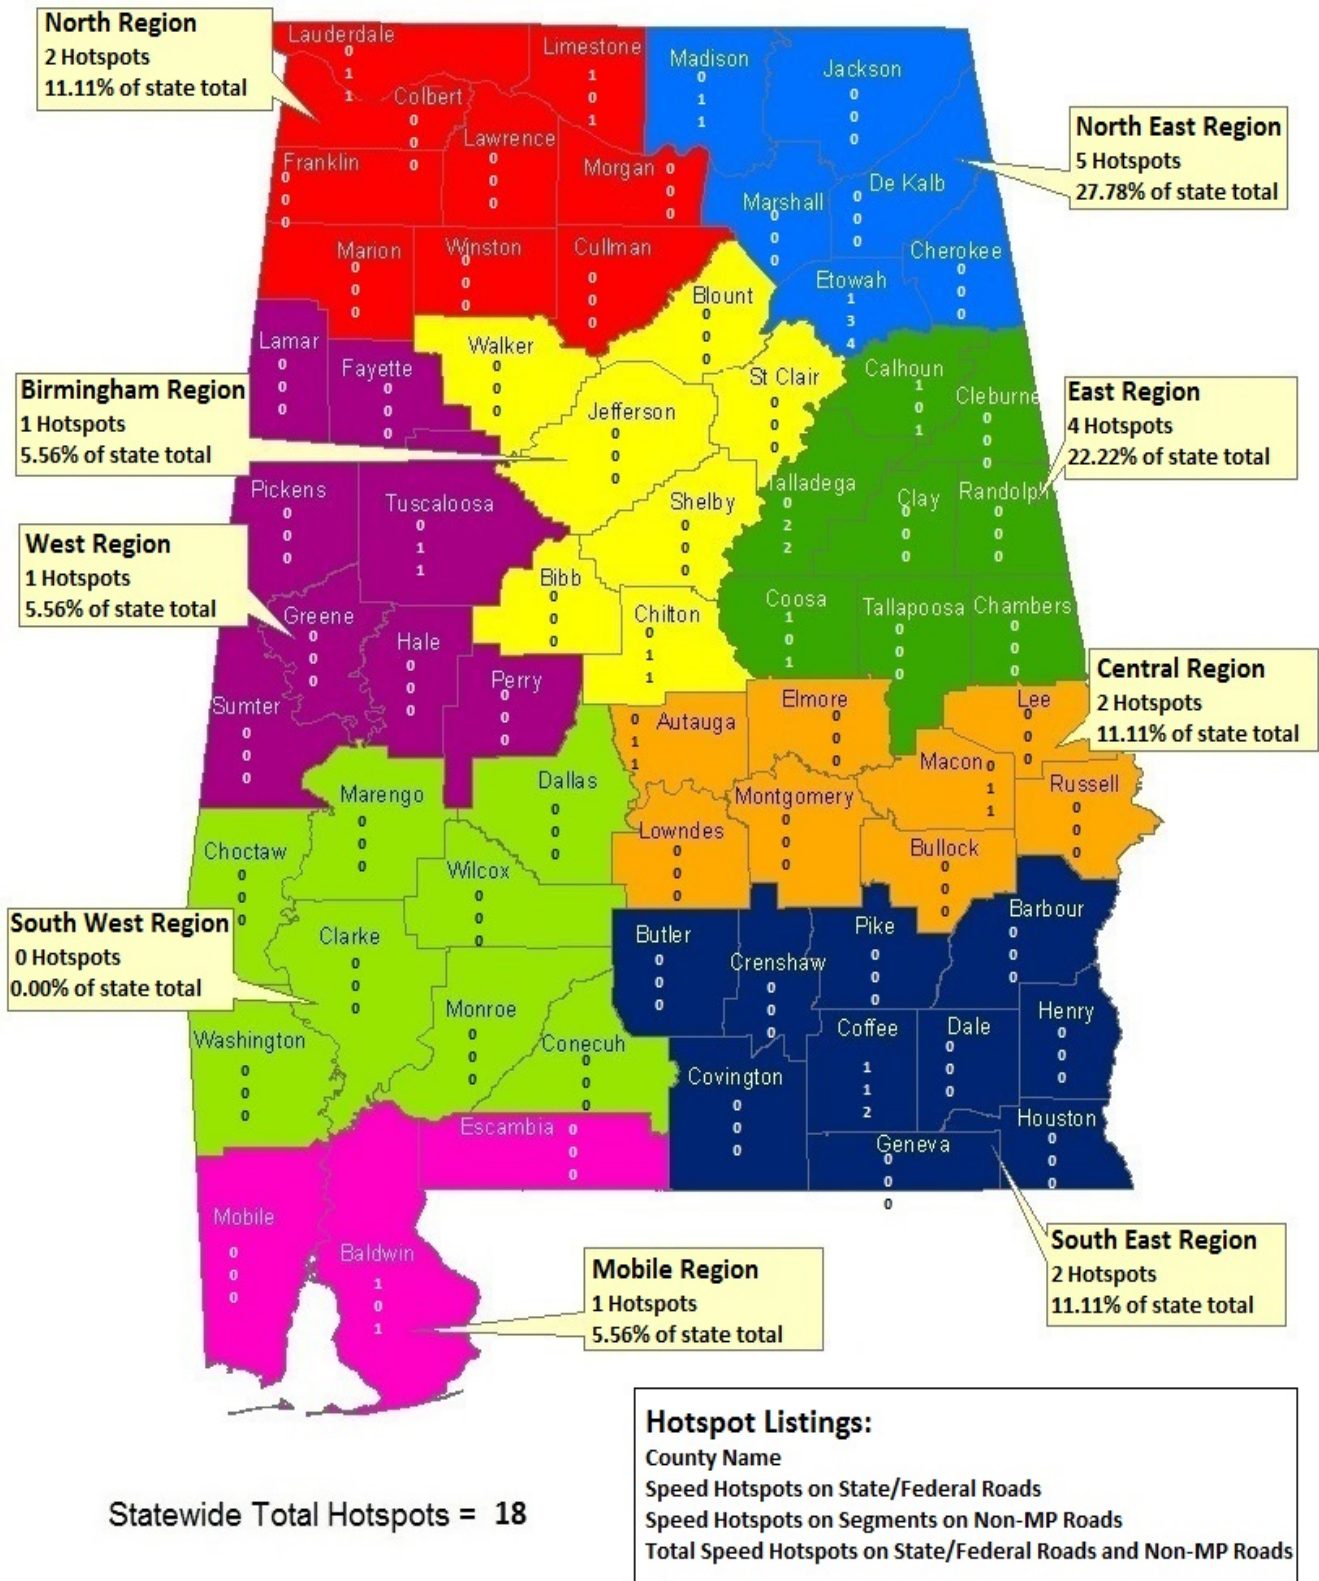 North Region
2 Hotspots
11.11% of state total
Lauderdale
0
1
1
Limestone
1
0
1
Madison
0
1
1
Jackson
0
0
0
Colbert
0
0
0
Lawrence
0
0
0
Franklin
0
0
0
Morgan
0
0
0
North East Region
5 Hotspots
27.78% of state total
De Kalb
0
0
0
Marshall
0
0
0
Marion
0
0
0
Winston
0
0
0
Cullman
0
0
0
Cherokee
0
0
0
Etowah
1
3
4
Blount
0
0
0
Lamar
0
0
0
Fayette
0
0
0
Walker
0
0
0
St Clair
0
0
0
Calhoun
1
0
1
Cleburne
0
0
0
Birmingham Region
1 Hotspots
5.56% of state total
Jefferson
0
0
0
East Region
4 Hotspots
22.22% of state total
Pickens
0
0
0
Tuscaloosa
0
1
1
Shelby
0
0
0
Talladega
0
2
2
Clay
0
0
0
Randolph
0
0
0
West Region
1 Hotspots
5.56% of state total
Bibb
0
0
0
Greene
0
0
0
Hale
0
0
0
Chilton
0
1
1
Coosa
1
0
1
Tallapoosa
0
0
0
Chambers
0
0
0
Central Region
2 Hotspots
11.11% of state total
Sumter
0
0
0
Perry
0
0
0
Autauga
0
1
1
Elmore
0
0
0
Lee
0
0
0
Macon
0
1
1
Russell
0
0
0
Marengo
0
0
0
Dallas
0
0
0
Lowndes
0
0
0
Montgomery
0
0
0
Bullock
0
0
0
Choctaw
0
0
0
Wilcox
0
0
0
South West Region
0 Hotspots
0.00% of state total
Clarke
0
0
0
Butler
0
0
0
Crenshaw
0
0
0
Pike
0
0
0
Barbour
0
0
0
Washington
0
0
0
Monroe
0
0
0
Conecuh
0
0
0
Covington
0
0
0
Coffee
1
1
2
Dale
0
0
0
Henry
0
0
0
Escambia
0
0
0
Geneva
0
0
0
Houston
0
0
0
Mobile
0
0
0
Baldwin
1
0
1
Mobile Region
1 Hotspots
5.56% of state total
South East Region
2 Hotspots
11.11% of state total
Hotspot Listings:
County Name
Speed Hotspots on State/Federal Roads
Speed Hotspots on Segments on Non-MP Roads
Total Speed Hotspots on State/Federal Roads and Non-MP Roads
Statewide Total Hotspots = 18